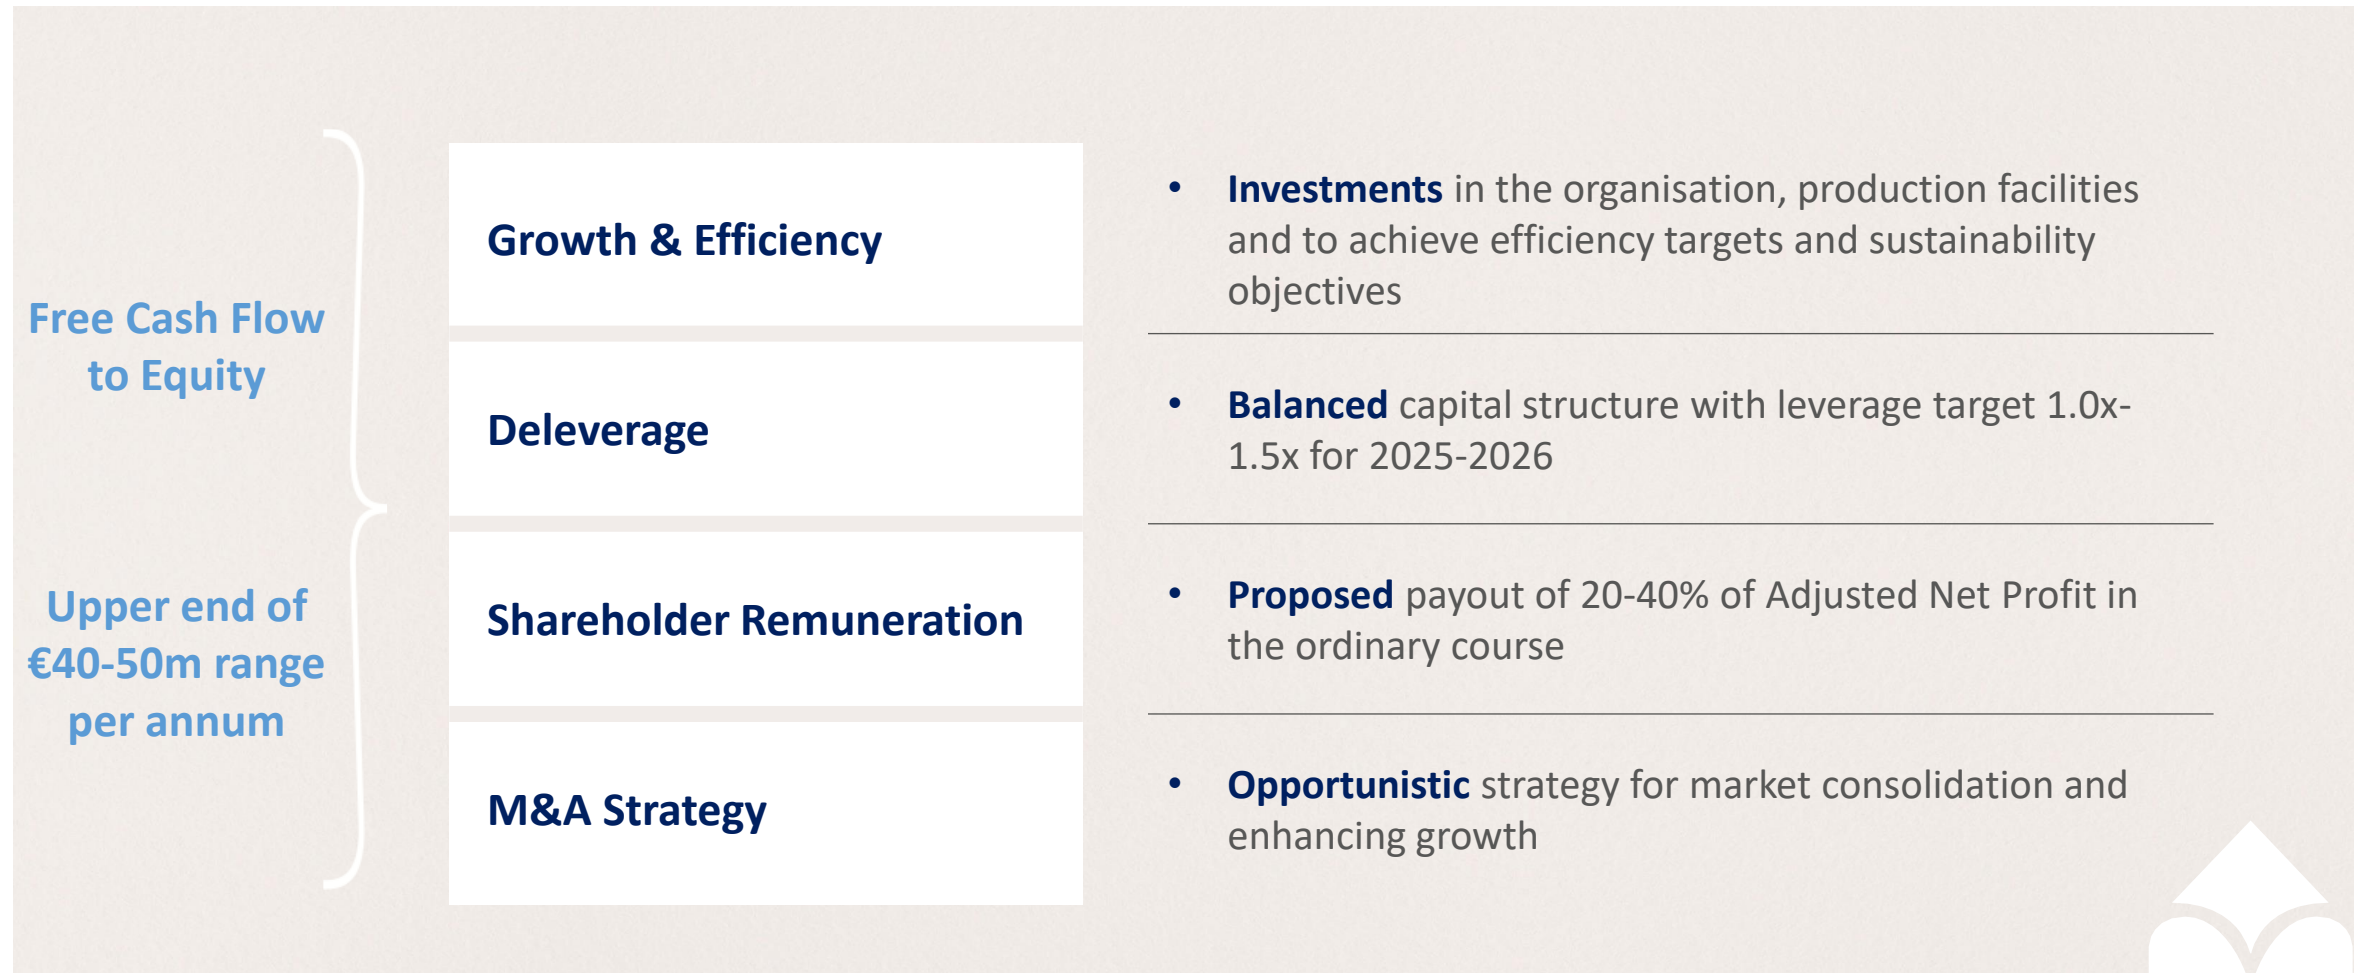 Free Cash Flow
to Equity
Upper end of
€40-50m range
per annum
Growth & Efficiency
• Investments in the organisation, production facilities
and to achieve efficiency targets and sustainability
objectives
Deleverage
• Balanced capital structure with leverage target 1.0x-
1.5x for 2025-2026
Shareholder Remuneration
• Proposed payout of 20-40% of Adjusted Net Profit in
the ordinary course
M&A Strategy
• Opportunistic strategy for market consolidation and
enhancing growth